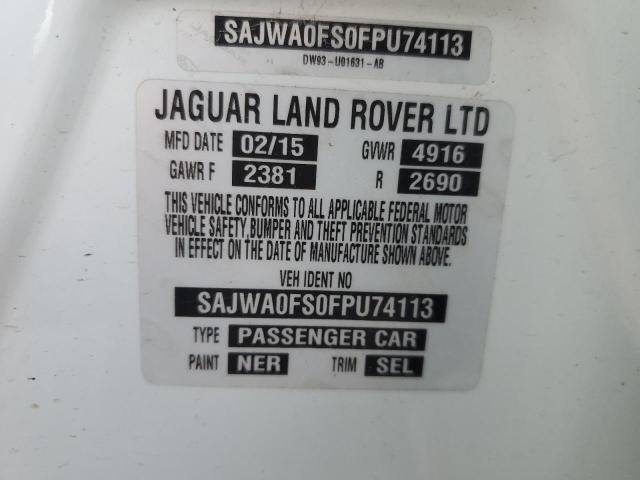 SAJWA0FS0FPU74113
DW93-U01631-AB
JAGUAR LAND ROVER LTD
MFD DATE 02/15 GVWR 4916
GAWR F 2381 R 2690
THIS VEHICLE CONFORMS TO ALL APPLICABLE FEDERAL MOTOR
VEHICLE SAFETY, BUMPER AND THEFT PREVENTION STANDARDS
IN EFFECT ON THE DATE OF MANUFACTURE SHOWN ABOVE.
VEH IDENT NO
SAJWA0FS0FPU74113
TYPE PASSENGER CAR
PAINT NER TRIM SEL